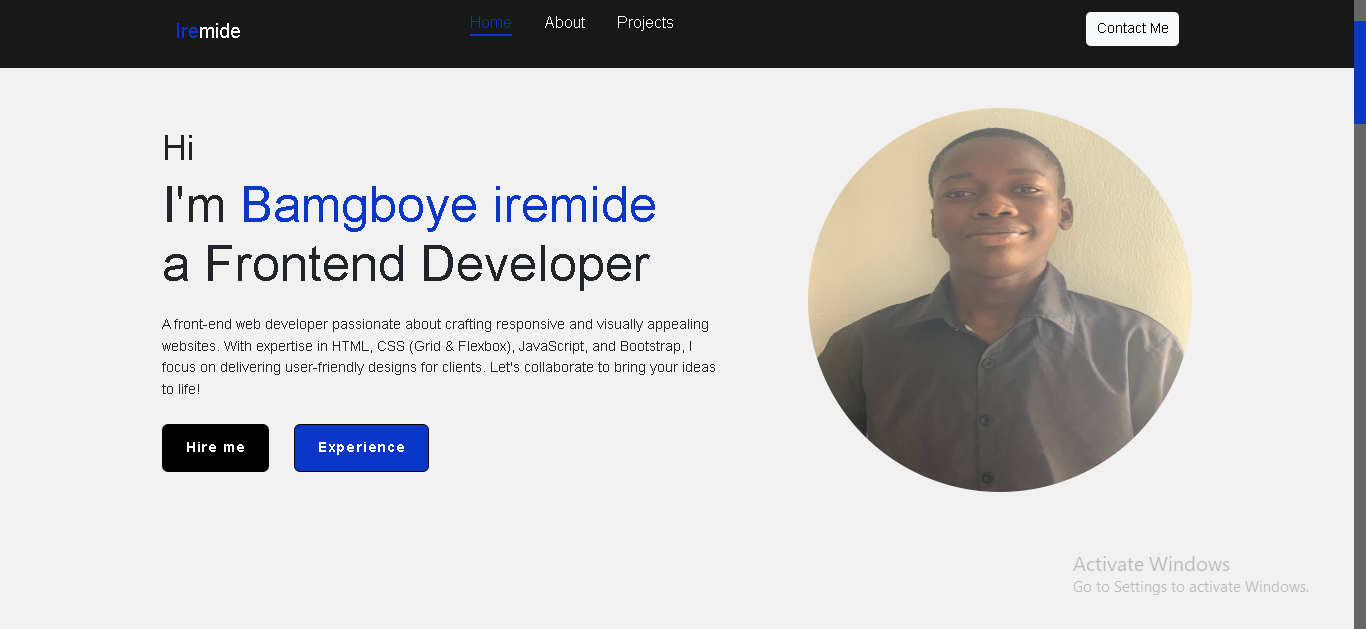 Iremide
Home
About
Projects
Contact Me
Hi
I'm Bamgboye iremide
a Frontend Developer
A front-end web developer passionate about crafting responsive and visually appealing
websites. With expertise in HTML, CSS (Grid & Flexbox), JavaScript, and Bootstrap, I
focus on delivering user-friendly designs for clients. Let's collaborate to bring your ideas
to life!
Hire me
Experience
Activate Windows
Go to Settings to activate Windows.